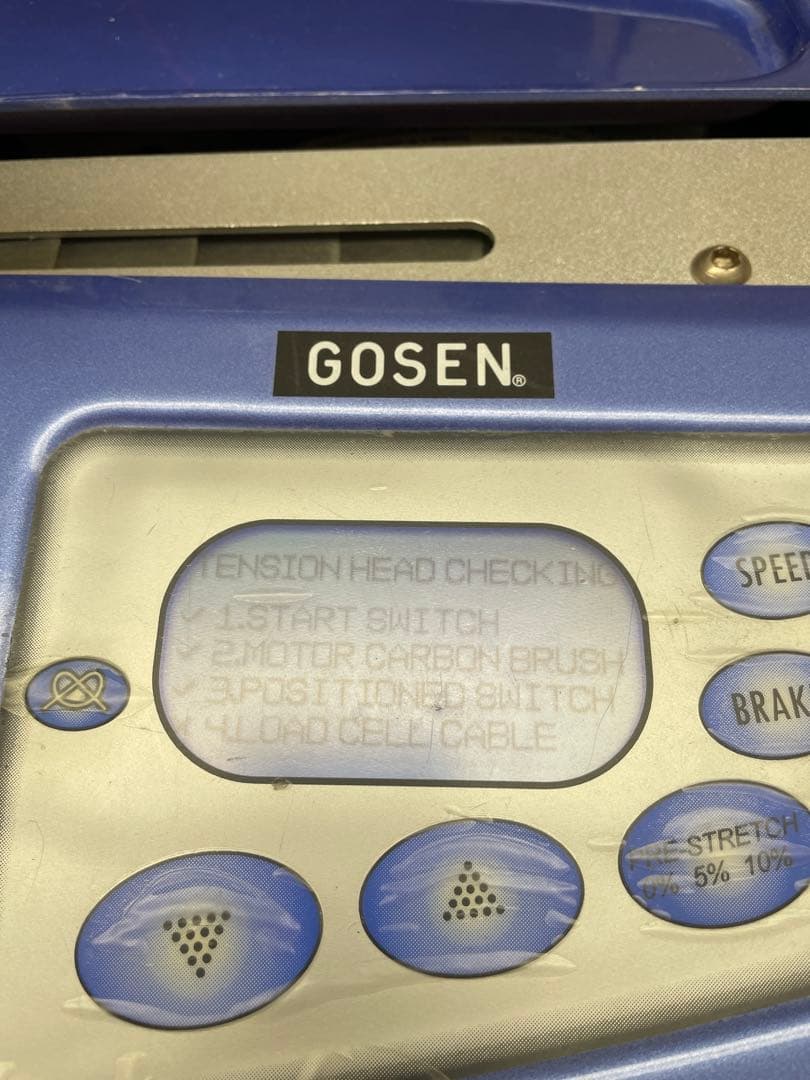 GOSEN®
TENSION HEAD CHECKING
✓ 1.START SWITCH
✓ 2.MOTOR CARBON BRUSH
✓ 3.POSITIONED SWITCH
✓ 4.LOAD CELL CABLE
SPEED
BRAK
PRE-STRETCH
0% 5% 10%